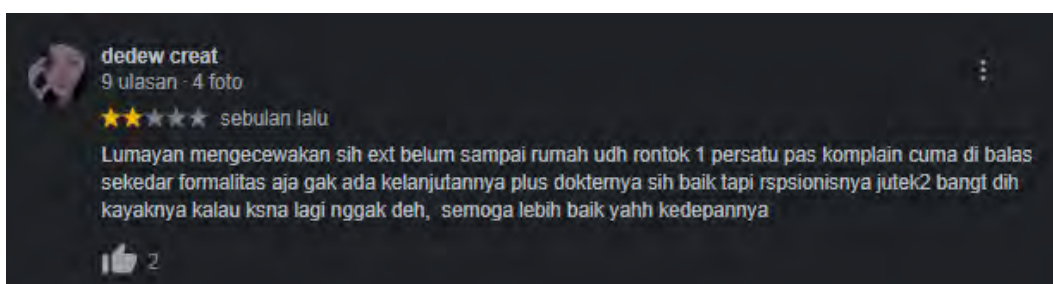 dedew creat
9 ulasan · 4 foto
sebulan lalu
Lumayan mengecewakan sih ext belum sampai rumah udh rontok 1 persatu pas komplain cuma di balas
sekedar formalitas aja gak ada kelanjutannya plus dokternya sih baik tapi rspsionisnya jutek2 bangt dih
kayaknya kalau ksna lagi nggak deh, semoga lebih baik yahh kedepannya
2